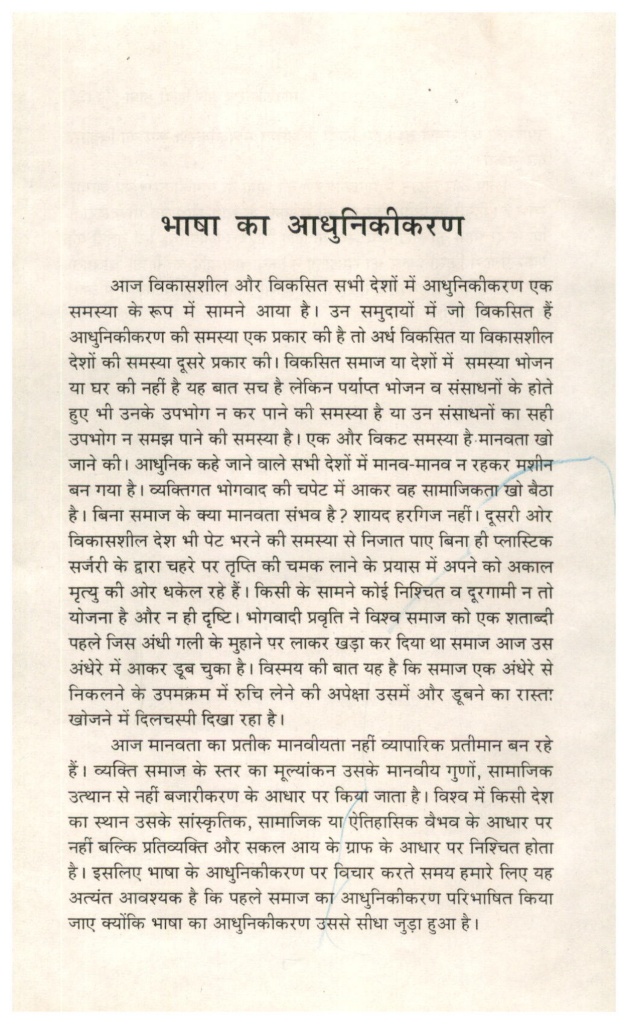 भाषा का आधुनिकीकरण
आज विकासशील और विकसित सभी देशों में आधुनिकीकरण एक
समस्या के रूप में सामने आया है। उन समुदायों में जो विकसित हैं
आधुनिकीकरण की समस्या एक प्रकार की है तो अर्ध विकसित या विकासशील
देशों की समस्या दूसरे प्रकार की। विकसित समाज या देशों में समस्या भोजन
या घर की नहीं है यह बात सच है लेकिन पर्याप्त भोजन व संसाधनों के होते
हुए भी उनके उपभोग न कर पाने की समस्या है या उन संसाधनों का सही
उपभोग न समझ पाने की समस्या है। एक और विकट समस्या है मानवता खो
जाने की। आधुनिक कहे जाने वाले सभी देशों में मानव-मानव न रहकर मशीन
बन गया है। व्यक्तिगत भोगवाद की चपेट में आकर वह सामाजिकता खो बैठा
है। बिना समाज के क्या मानवता संभव है? शायद हरगिज नहीं। दूसरी ओर
विकासशील देश भी पेट भरने की समस्या से निजात पाए बिना ही प्लास्टिक
सर्जरी के द्वारा चहरे पर तृप्ति की चमक लाने के प्रयास में अपने को अकाल
मृत्यु की ओर धकेल रहे हैं। किसी के सामने कोई निश्चित व दूरगामी न तो
योजना है और न ही दृष्टि। भोगवादी प्रवृति ने विश्व समाज को एक शताब्दी
पहले जिस अंधी गली के मुहाने पर लाकर खड़ा कर दिया था समाज आज उस
अंधेरे में आकर डूब चुका है। विस्मय की बात यह है कि समाज एक अंधेरे से
निकलने के उपमक्रम में रुचि लेने की अपेक्षा उसमें और डूबने का रास्ता
खोजने में दिलचस्पी दिखा रहा है।
आज मानवता का प्रतीक मानवीयता नहीं व्यापारिक प्रतीमान बन रहे
हैं। व्यक्ति समाज के स्तर का मूल्यांकन उसके मानवीय गुणों, सामाजिक
उत्थान से नहीं बजारीकरण के आधार पर किया जाता है। विश्व में किसी देश
का स्थान उसके सांस्कृतिक, सामाजिक या ऐतिहासिक वैभव के आधार पर
नहीं बल्कि प्रतिव्यक्ति और सकल आय के ग्राफ के आधार पर निश्चित होता
है। इसलिए भाषा के आधुनिकीकरण पर विचार करते समय हमारे लिए यह
अत्यंत आवश्यक है कि पहले समाज का आधुनिकीकरण परिभाषित किया
जाए क्योंकि भाषा का आधुनिकीकरण उससे सीधा जुड़ा हुआ है।